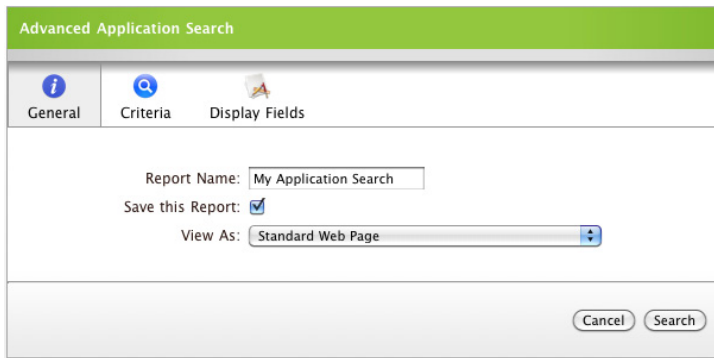 Advanced Application Search
General Criteria Display Fields
Report Name: My Application Search
Save this Report:
View As: Standard Web Page
Cancel Search